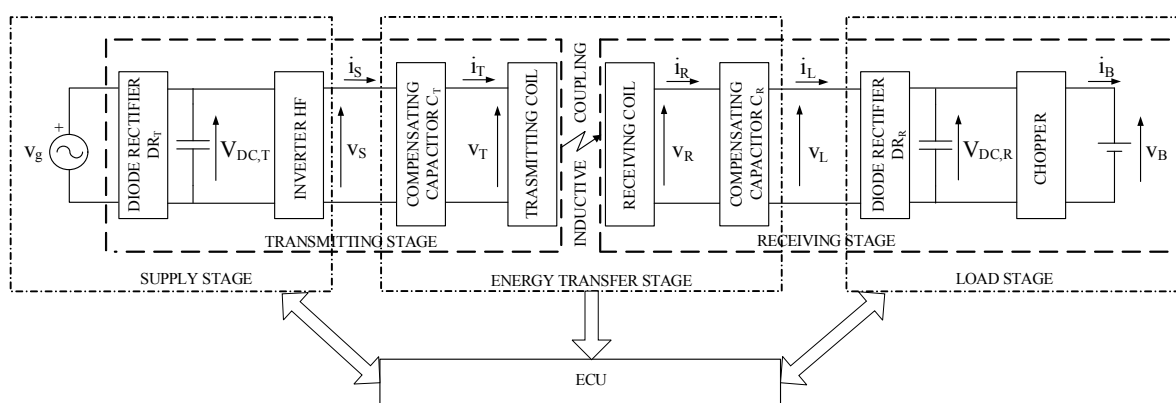 i_S
i_T
i_R
i_L
i_B
+
v_g
DIODE RECTIFIER
DR_T
V_DC,T
INVERTER HF
v_S
COMPENSATING
CAPACITOR C_T
v_T
TRASMITTING COIL
INDUCTIVE COUPLING
RECEIVING COIL
v_R
COMPENSATING
CAPACITOR C_R
v_L
DIODE RECTIFIER
DR_R
V_DC,R
CHOPPER
v_B
TRANSMITTING STAGE
RECEIVING STAGE
SUPPLY STAGE
ENERGY TRANSFER STAGE
LOAD STAGE
ECU